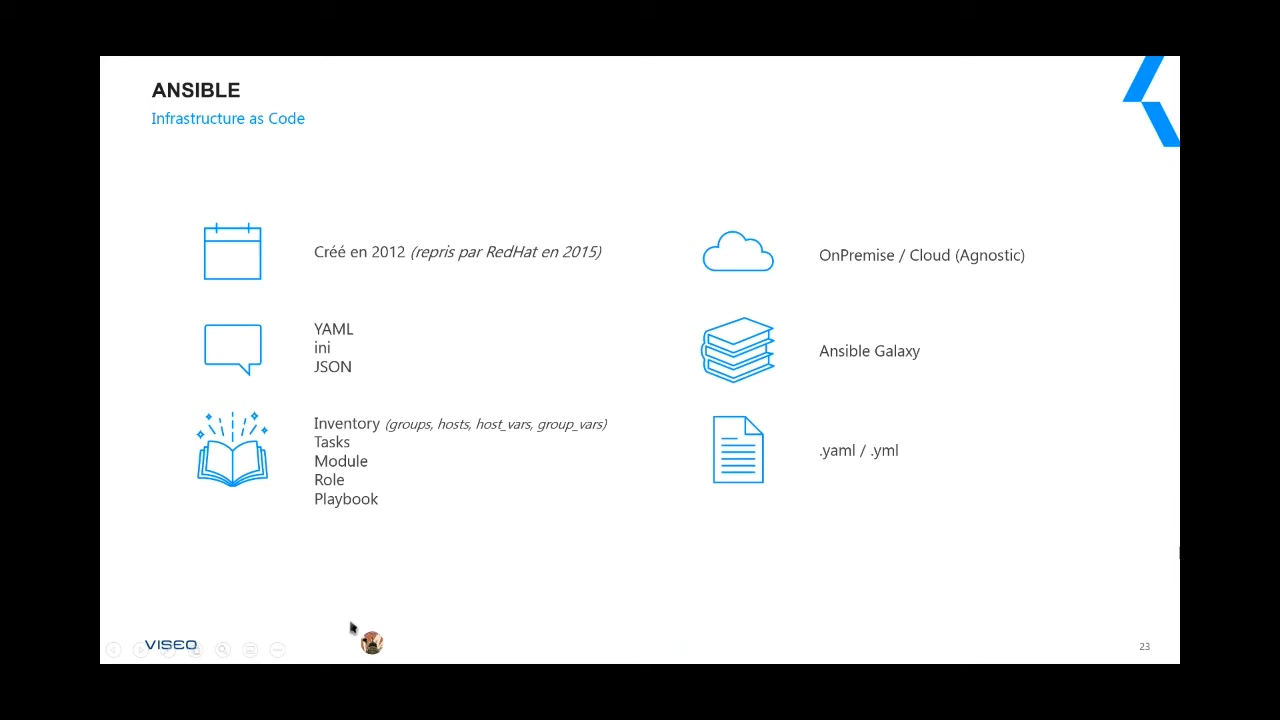 ANSIBLE
Infrastructure as Code
Créé en 2012 (repris par RedHat en 2015)
YAML
ini
JSON
Inventory (groups, hosts, host_vars, group_vars)
Tasks
Module
Role
Playbook
OnPremise / Cloud (Agnostic)
Ansible Galaxy
.yaml / .yml
VISEO
23